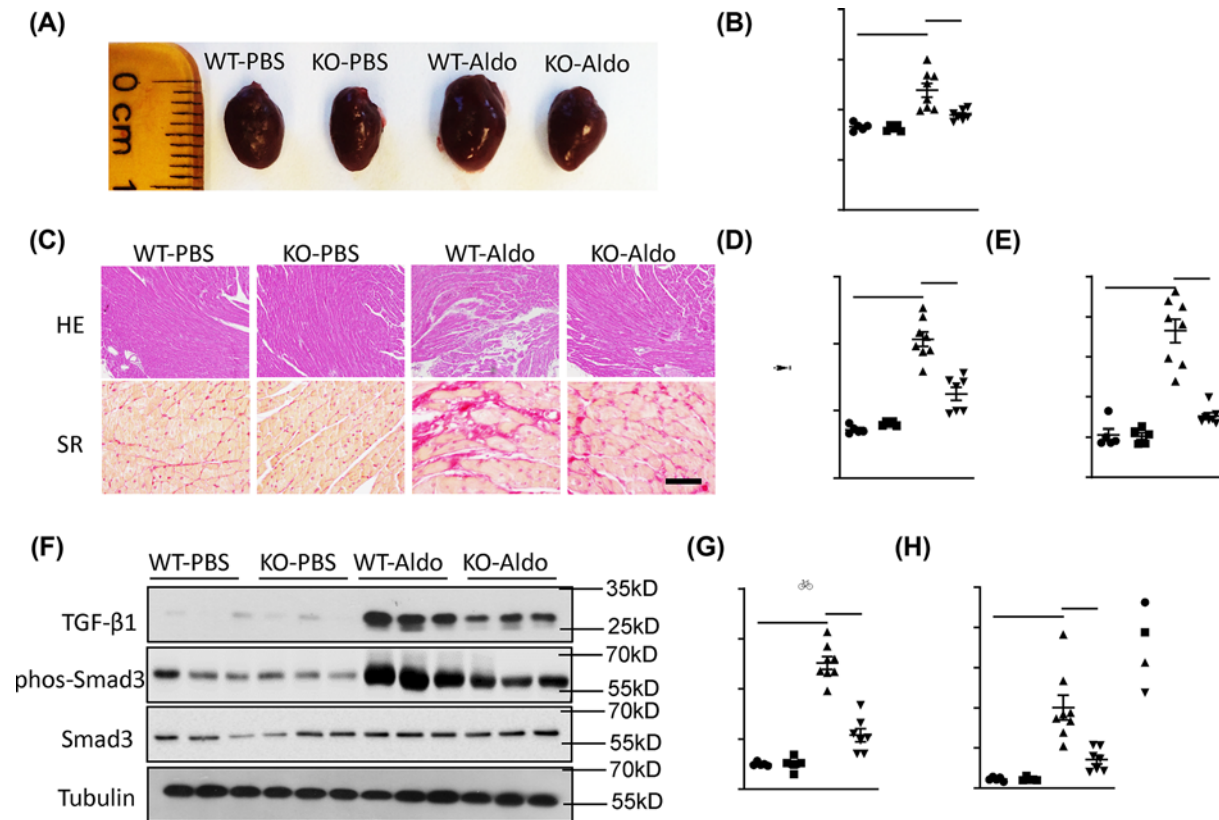 (A)
WT-PBS KO-PBS WT-Aldo KO-Aldo
0 cm 1
(B)
(C)
WT-PBS KO-PBS WT-Aldo KO-Aldo
HE
SR
(D)
(E)
(F)
WT-PBS KO-PBS WT-Aldo KO-Aldo
TGF-β1
35kD
25kD
phos-Smad3
70kD
55kD
Smad3
70kD
55kD
Tubulin
70kD
55kD
(G)
(H)